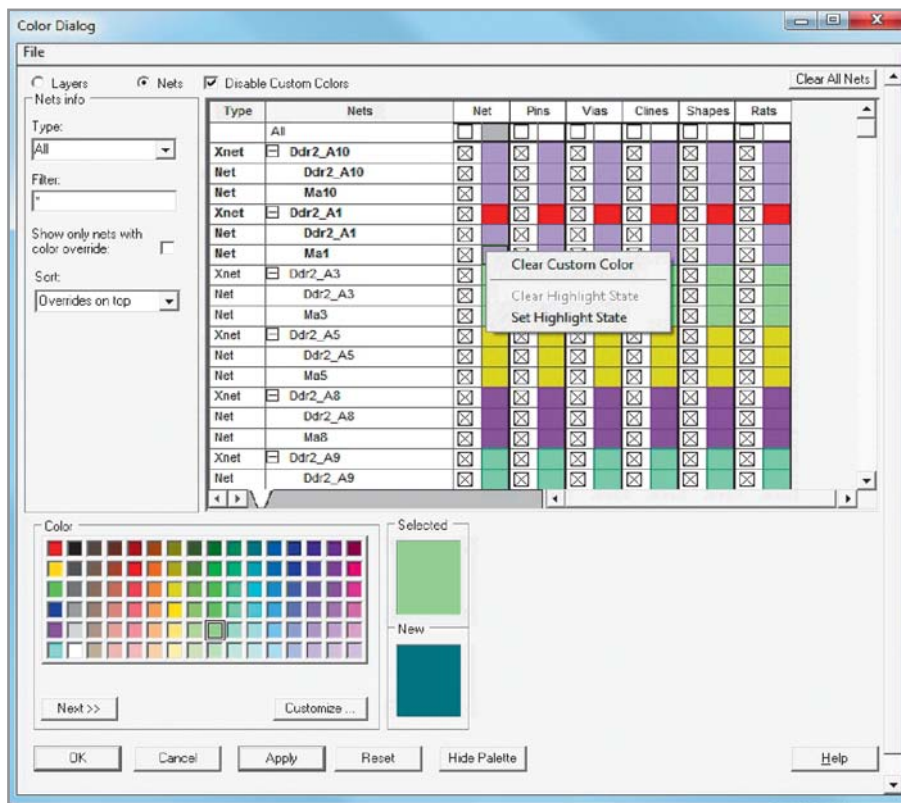 Color Dialog
File
Layers Nets Disable Custom Colors Clear All Nets
Nets info
Type:
All
Filter:
*
Show only nets with
color override:
Sort:
Overrides on top
Type Nets Net Pins Vias Clines Shapes Rats
All
Xnet Ddr2_A10
Net Ddr2_A10
Net Ma10
Xnet Ddr2_A1
Net Ddr2_A1
Net Ma1
Xnet Ddr2_A3
Net Ddr2_A3
Net Ma3
Xnet Ddr2_A5
Net Ddr2_A5
Net Ma5
Xnet Ddr2_A8
Net Ddr2_A8
Net Ma8
Xnet Ddr2_A9
Net Ddr2_A9
Clear Custom Color
Clear Highlight State
Set Highlight State
Color
Selected
New
Next >> Customize ...
OK Cancel Apply Reset Hide Palette Help